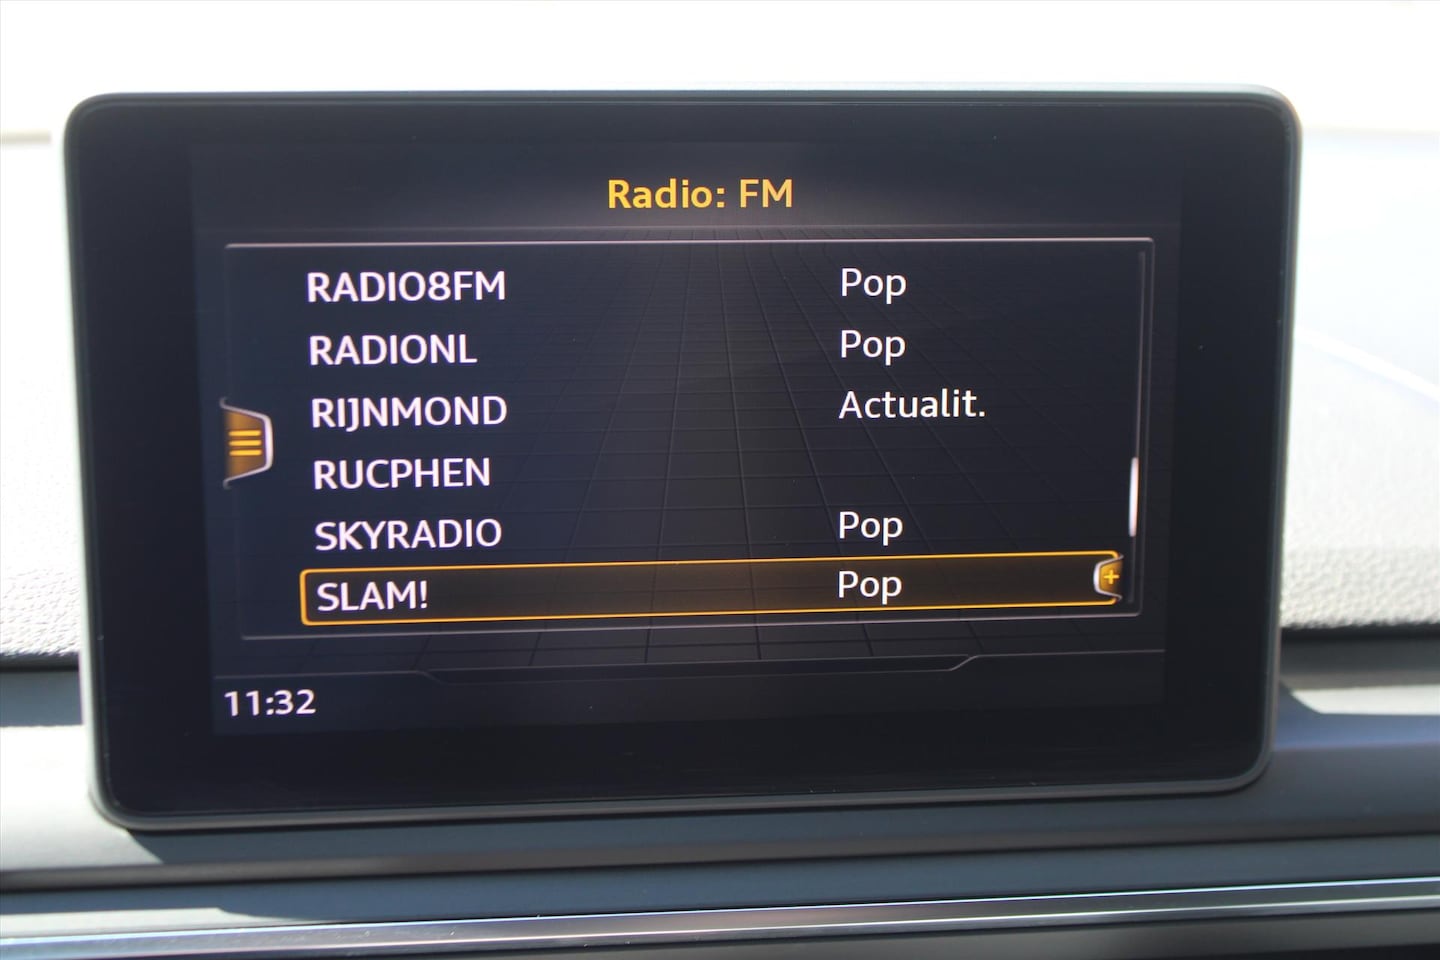 Radio: FM
RADIO8FM Pop
RADIONL Pop
RIJNMOND Actualit.
RUCPHEN
SKYRADIO Pop
SLAM! Pop
11:32